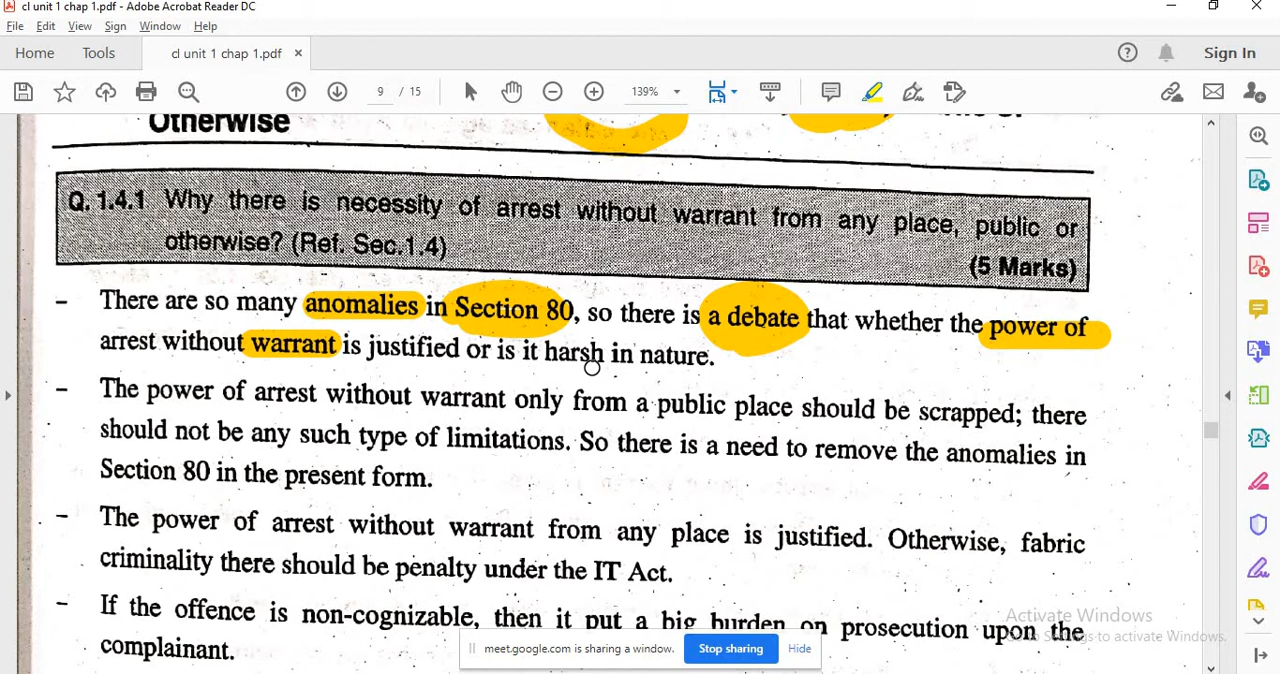 cl unit 1 chap 1.pdf - Adobe Acrobat Reader DC
File Edit View Sign Window Help
Home Tools cl unit 1 chap 1.pdf × Sign In
9 / 15 139%
Otherwise
Q. 1.4.1 Why there is necessity of arrest without warrant from any place, public or
otherwise? (Ref. Sec.1.4)
(5 Marks)
– There are so many anomalies in Section 80, so there is a debate that whether the power of
arrest without warrant is justified or is it harsh in nature.
– The power of arrest without warrant only from a public place should be scrapped; there
should not be any such type of limitations. So there is a need to remove the anomalies in
Section 80 in the present form.
– The power of arrest without warrant from any place is justified. Otherwise, fabric
criminality there should be penalty under the IT Act.
– If the offence is non-cognizable, then it put a big burden on prosecution upon the
complainant.
Activate Windows
Go to Settings to activate Windows.
meet.google.com is sharing a window. Stop sharing Hide